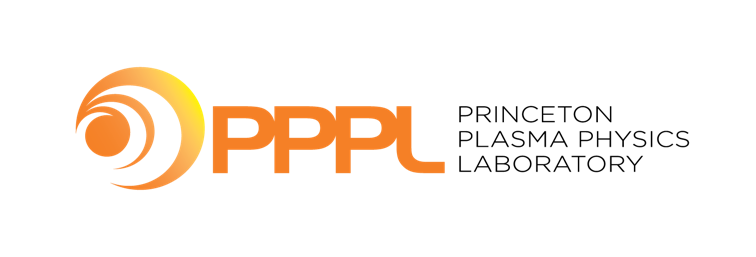 PPPL
PRINCETON
PLASMA PHYSICS
LABORATORY